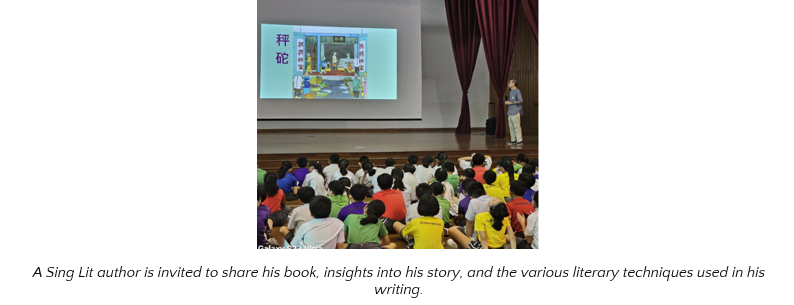 秤
砣
A Sing Lit author is invited to share his book, insights into his story, and the various literary techniques used in his
writing.